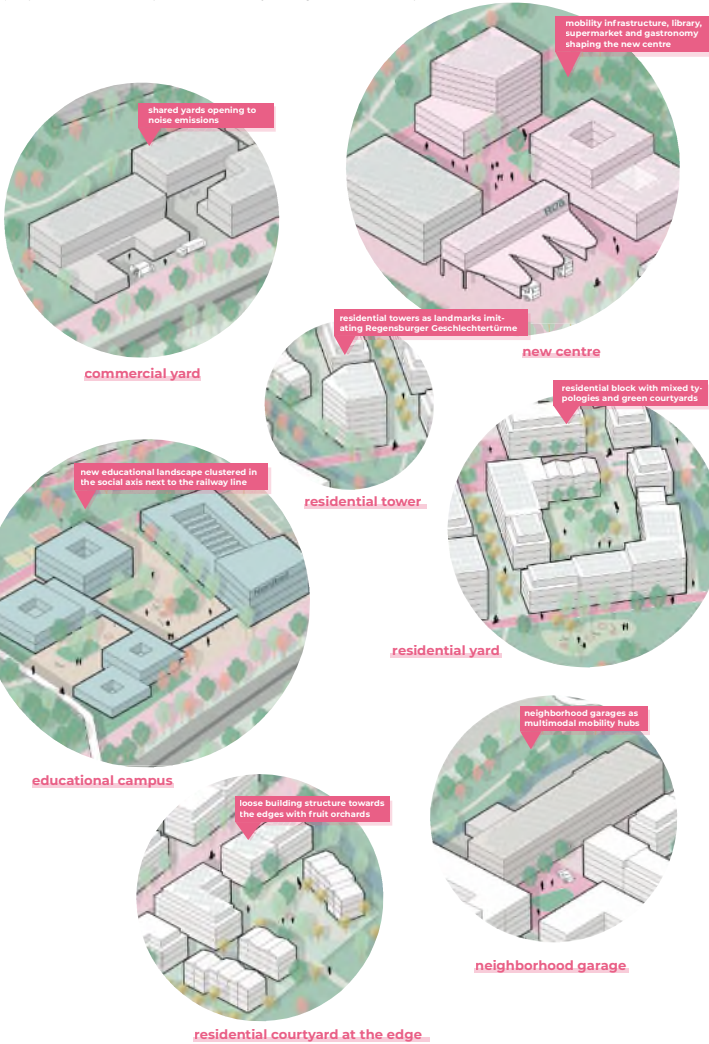 mobility infrastructure, library,
supermarket and gastronomy
shaping the new centre
shared yards opening to
noise emissions
new centre
commercial yard
residential towers as landmarks imit-
ating Regensburger Geschlechtertürme
residential tower
residential block with mixed ty-
pologies and green courtyards
residential yard
new educational landscape clustered in
the social axis next to the railway line
educational campus
neighborhood garages as
multimodal mobility hubs
neighborhood garage
loose building structure towards
the edges with fruit orchards
residential courtyard at the edge